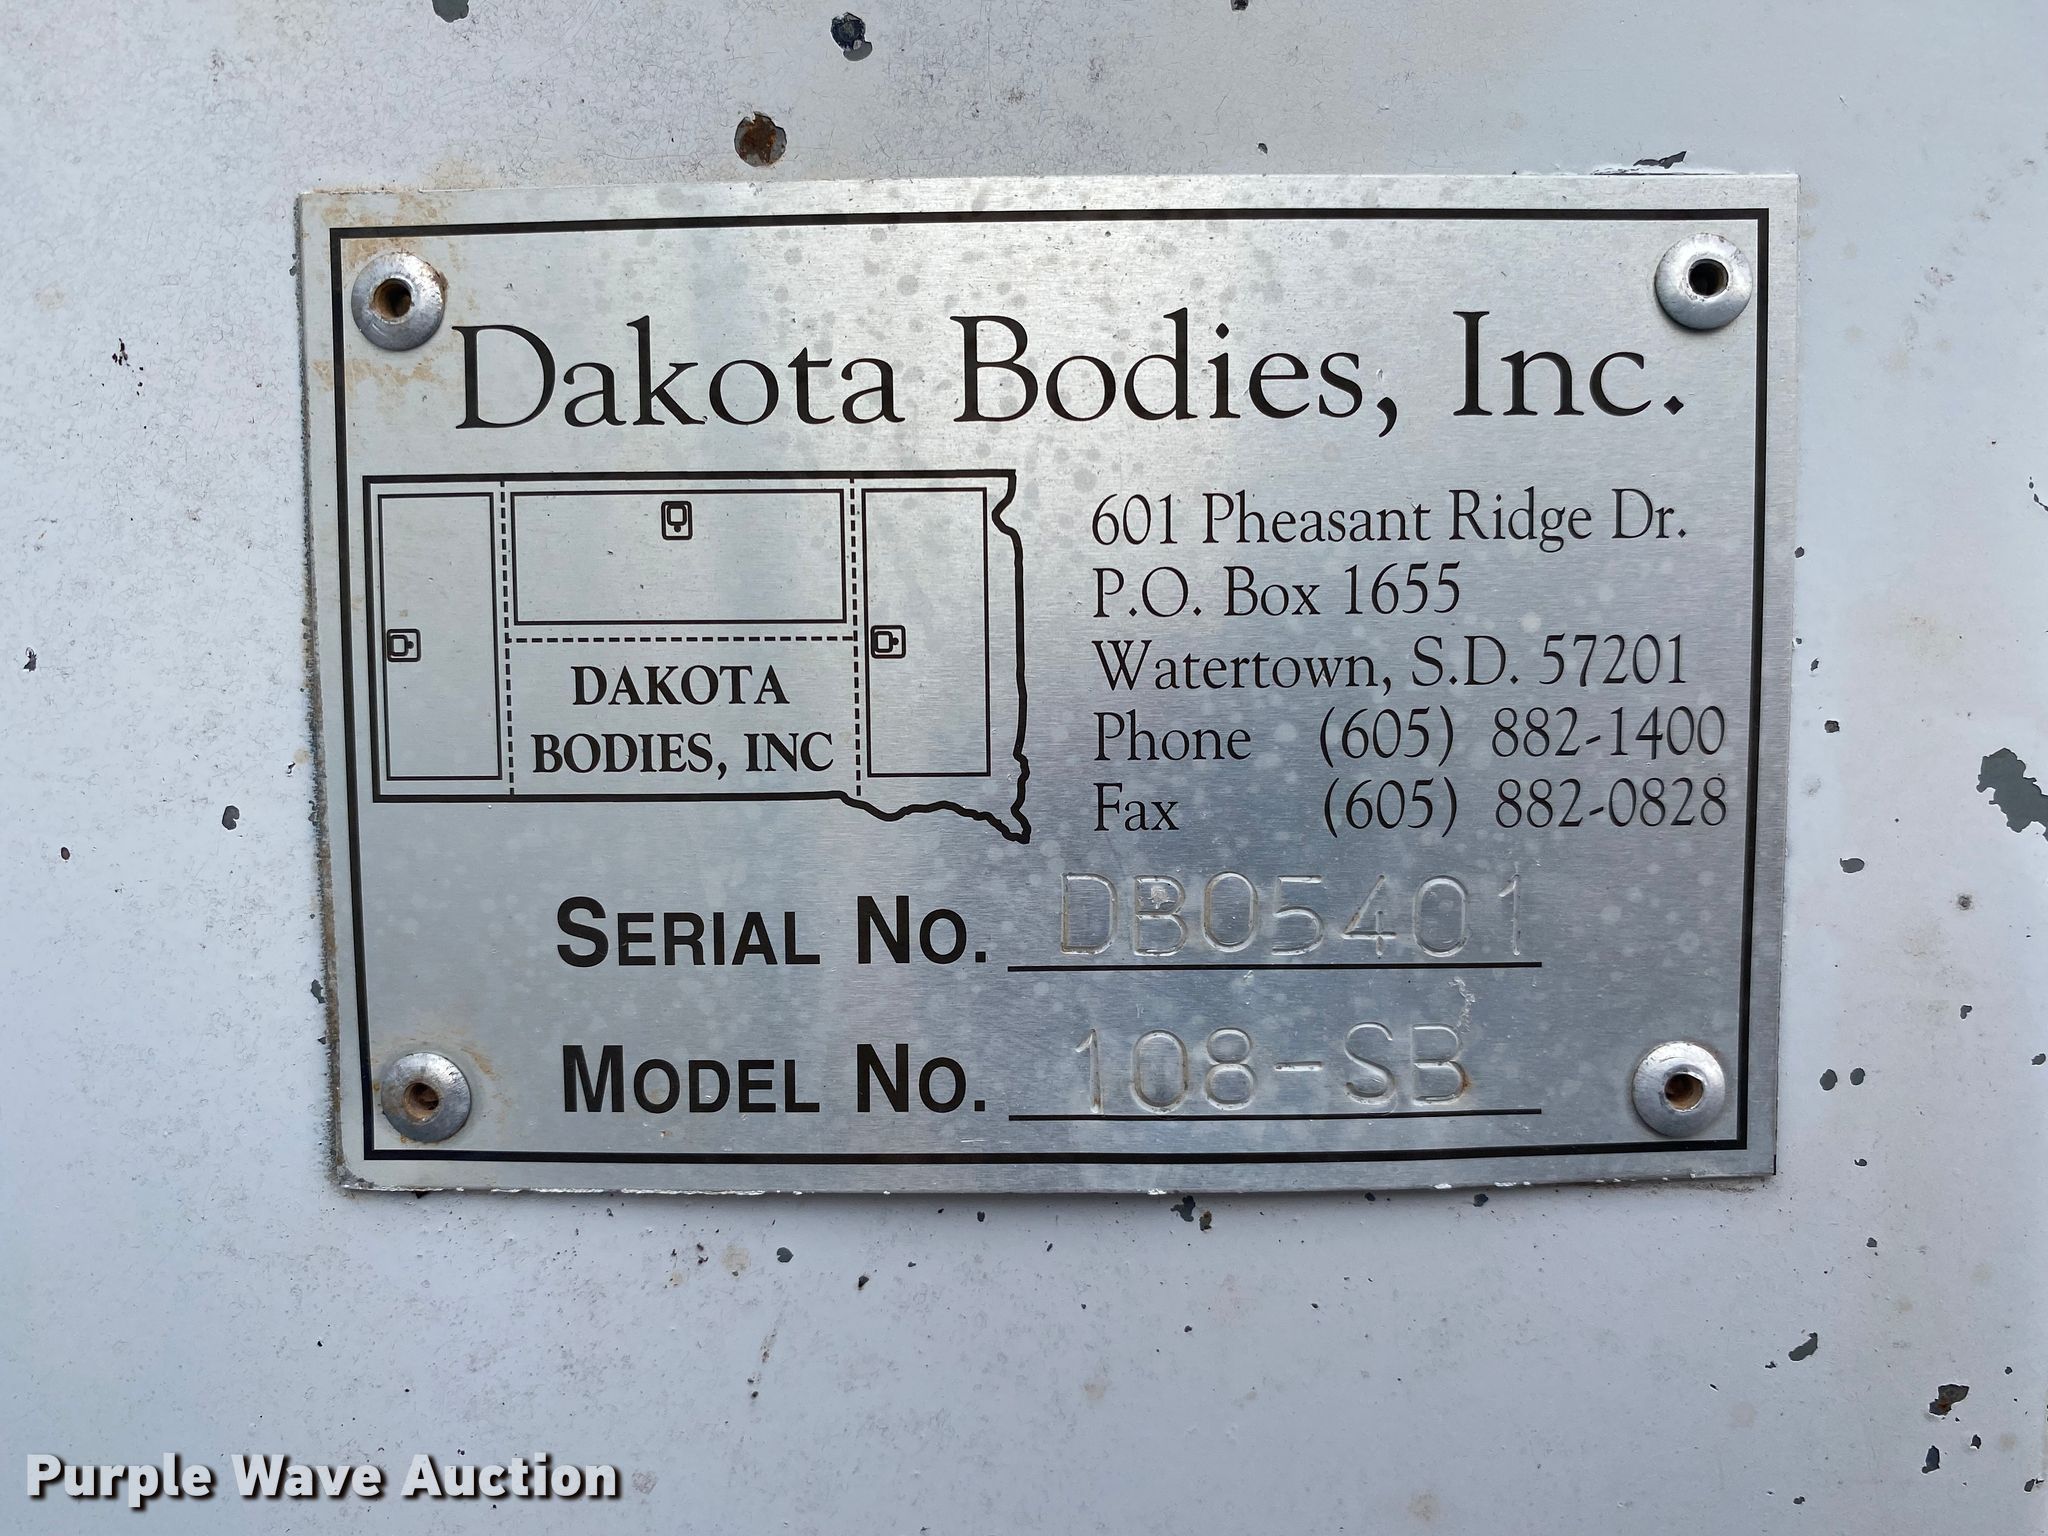 Dakota Bodies, Inc.
601 Pheasant Ridge Dr.
P.O. Box 1655
Watertown, S.D. 57201
Phone (605) 882-1400
Fax (605) 882-0828
DAKOTA
BODIES, INC
SERIAL NO. DB05401
MODEL NO. 108-SB
Purple Wave Auction